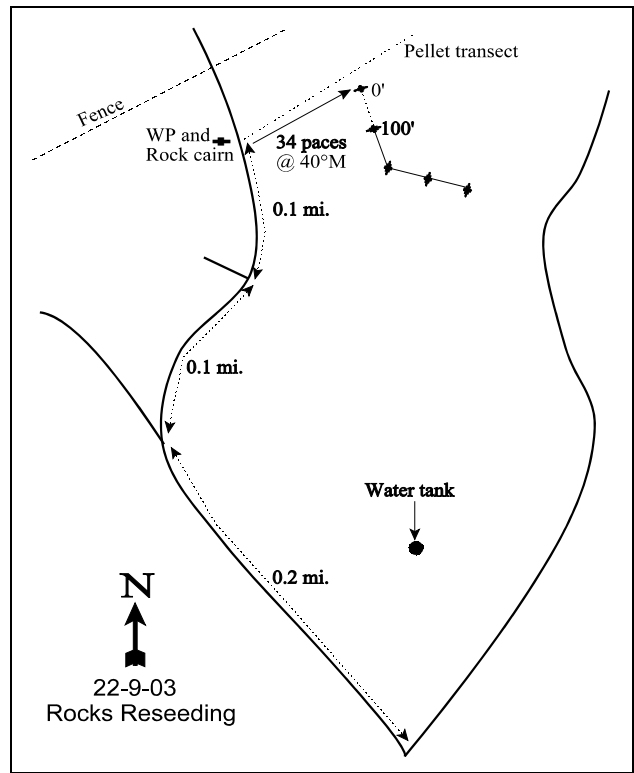 Pellet transect
Fence
0'
WP and
Rock cairn
100'
34 paces
@ 40°M
0.1 mi.
0.1 mi.
Water tank
0.2 mi.
N
22-9-03
Rocks Reseeding